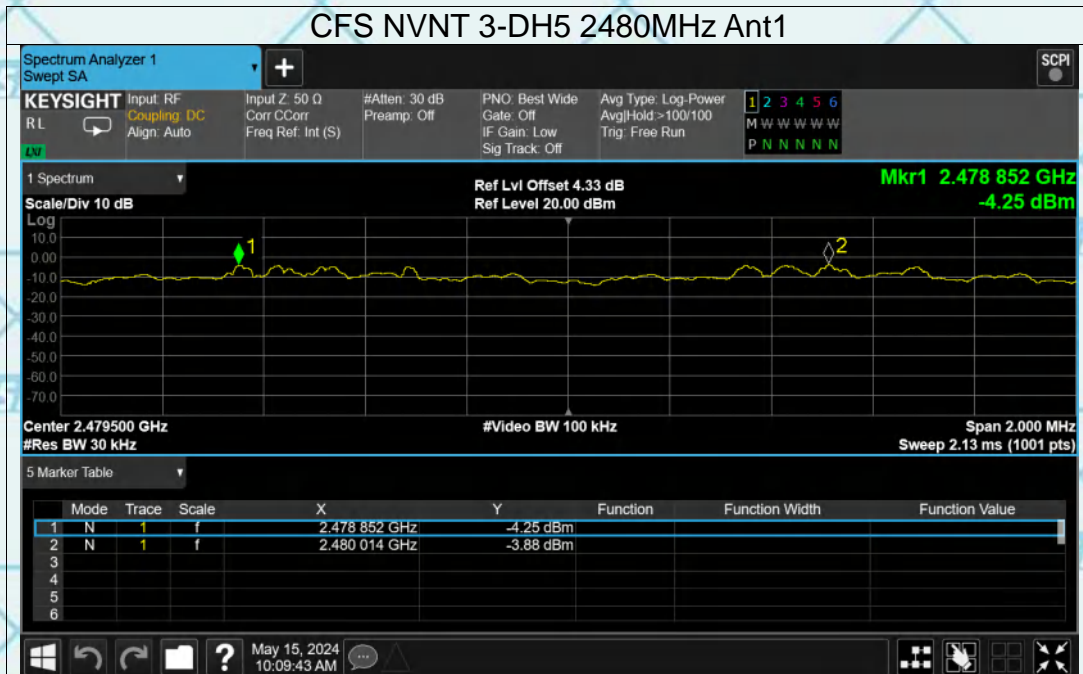 CFS NVNT 3-DH5 2480MHz Ant1
Spectrum Analyzer 1
Swept SA
+
SCPI
KEYSIGHT Input: RF Input Z: 50 Ω #Atten: 30 dB PNO: Best Wide Avg Type: Log-Power 1 2 3 4 5 6
RL Coupling: DC Corr CCorr Preamp: Off Gate: Off Avg|Hold:>100/100 M W W W W W
Align: Auto Freq Ref: Int (S) IF Gain: Low Trig: Free Run P N N N N N
LXI Sig Track: Off
1 Spectrum Ref Lvl Offset 4.33 dB Mkr1 2.478 852 GHz
Scale/Div 10 dB Ref Level 20.00 dBm -4.25 dBm
Log
10.0
0.00
-10.0
-20.0
-30.0
-40.0
-50.0
-60.0
-70.0
1
2
Center 2.479500 GHz #Video BW 100 kHz Span 2.000 MHz
#Res BW 30 kHz Sweep 2.13 ms (1001 pts)
5 Marker Table
Mode Trace Scale X Y Function Function Width Function Value
1 N 1 f 2.478 852 GHz -4.25 dBm
2 N 1 f 2.480 014 GHz -3.88 dBm
3
4
5
6
? May 15, 2024
10:09:43 AM